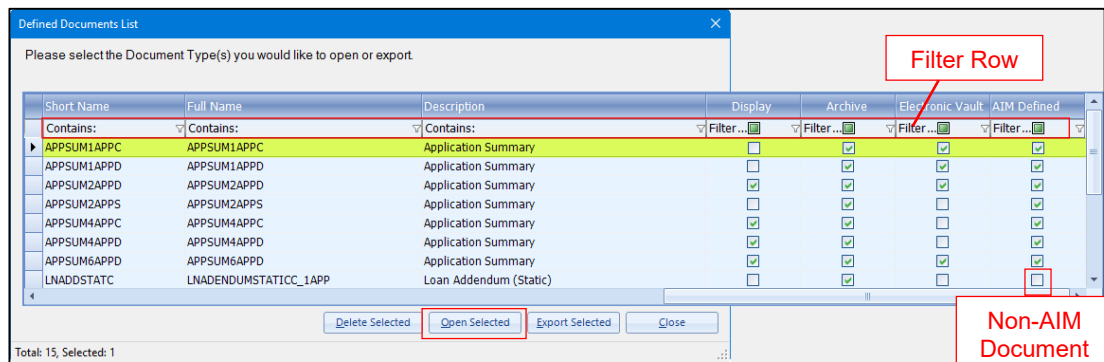 Defined Documents List
Please select the Document Type(s) you would like to open or export.
Filter Row
Short Name Full Name Description Display Archive Electronic Vault AIM Defined
Contains: Contains: Contains: Filter... Filter... Filter... Filter...
APPSUM1APPC APPSUM1APPC Application Summary
APPSUM1APPD APPSUM1APPD Application Summary
APPSUM2APPD APPSUM2APPD Application Summary
APPSUM2APPS APPSUM2APPS Application Summary
APPSUM4APPC APPSUM4APPC Application Summary
APPSUM4APPD APPSUM4APPD Application Summary
APPSUM6APPD APPSUM6APPD Application Summary
LNADDSTATC LNADENDUMSTATICC_1APP Loan Addendum (Static)
Delete Selected Open Selected Export Selected Close
Non-AIM
Document
Total: 15, Selected: 1